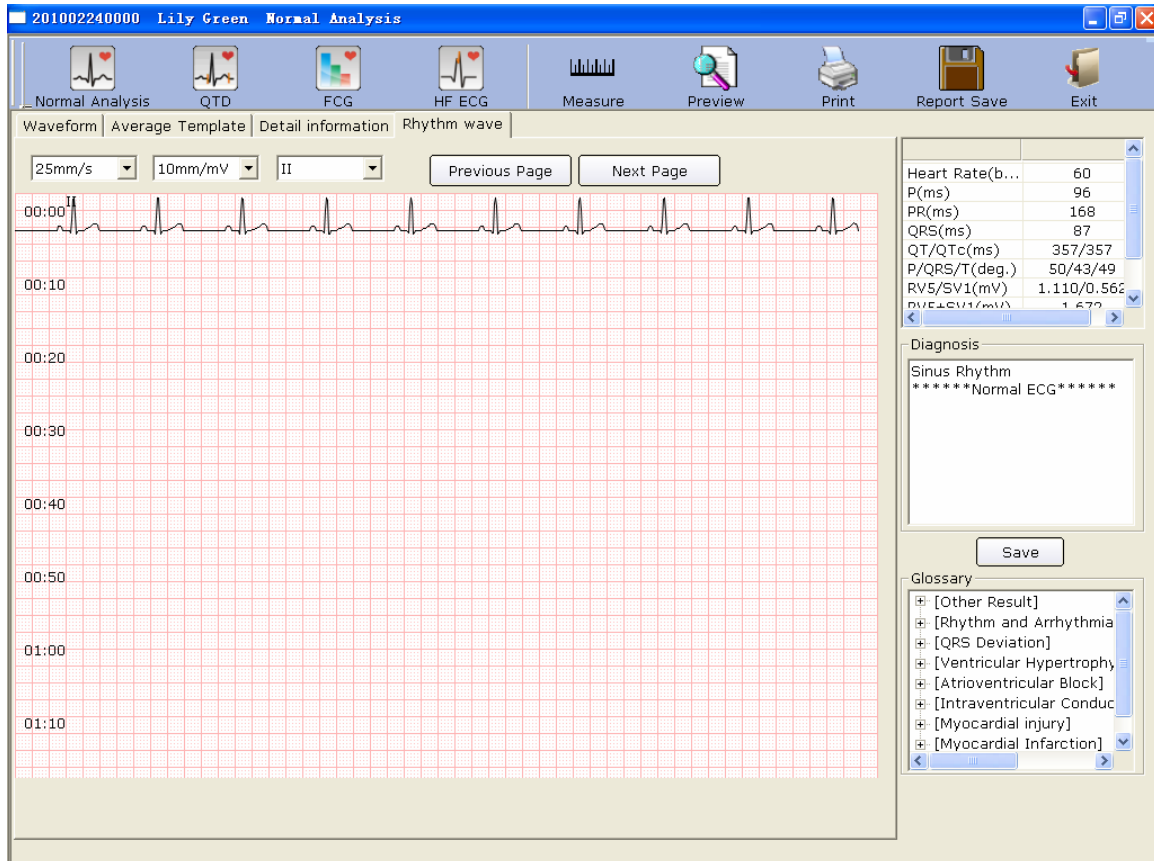 201002240000 Lily Green Normal Analysis
Normal Analysis QTD FCG HF ECG Measure Preview Print Report Save Exit
Waveform Average Template Detail information Rhythm wave
25mm/s 10mm/mV II Previous Page Next Page
II
00:00
00:10
00:20
00:30
00:40
00:50
01:00
01:10
Heart Rate(b... 60
P(ms) 96
PR(ms) 168
QRS(ms) 87
QT/QTc(ms) 357/357
P/QRS/T(deg.) 50/43/49
RV5/SV1(mV) 1.110/0.562
RV5+SV1(mV) 1.672
Diagnosis
Sinus Rhythm
******Normal ECG******
Save
Glossary
[Other Result]
[Rhythm and Arrhythmia
[QRS Deviation]
[Ventricular Hypertrophy
[Atrioventricular Block]
[Intraventricular Conduc
[Myocardial injury]
[Myocardial Infarction]